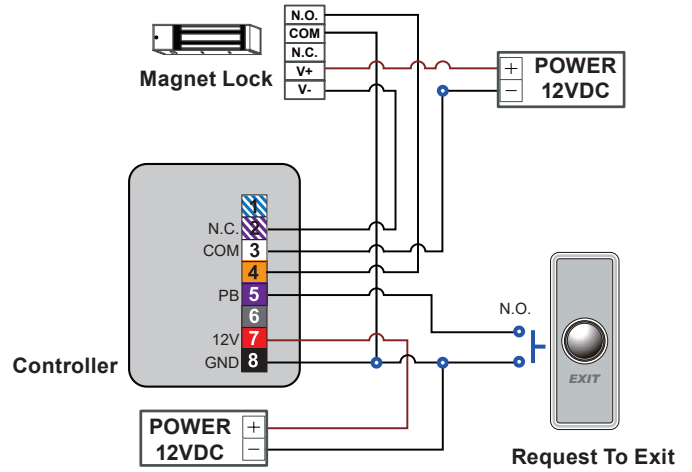 N.O.
COM
N.C.
V+
V-
Magnet Lock
+ POWER
- 12VDC
1
N.C. 2
COM 3
4
PB 5
6
12V 7
GND 8
Controller
N.O.
EXIT
POWER +
12VDC -
Request To Exit